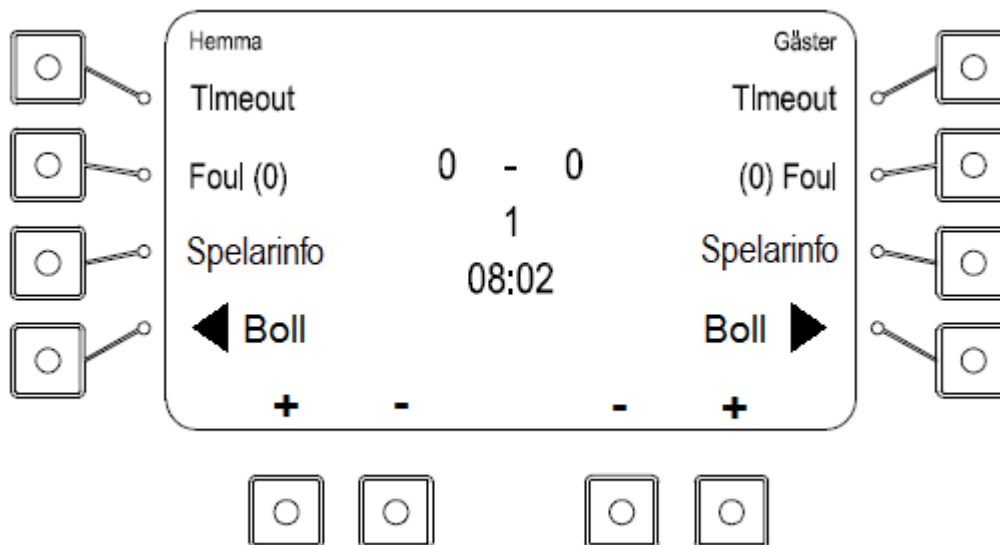 Hemma Gäster
TImeout TImeout
Foul (0) 0 - 0 (0) Foul
1
Spelarinfo Spelarinfo
08:02
Boll Boll
+ - - +